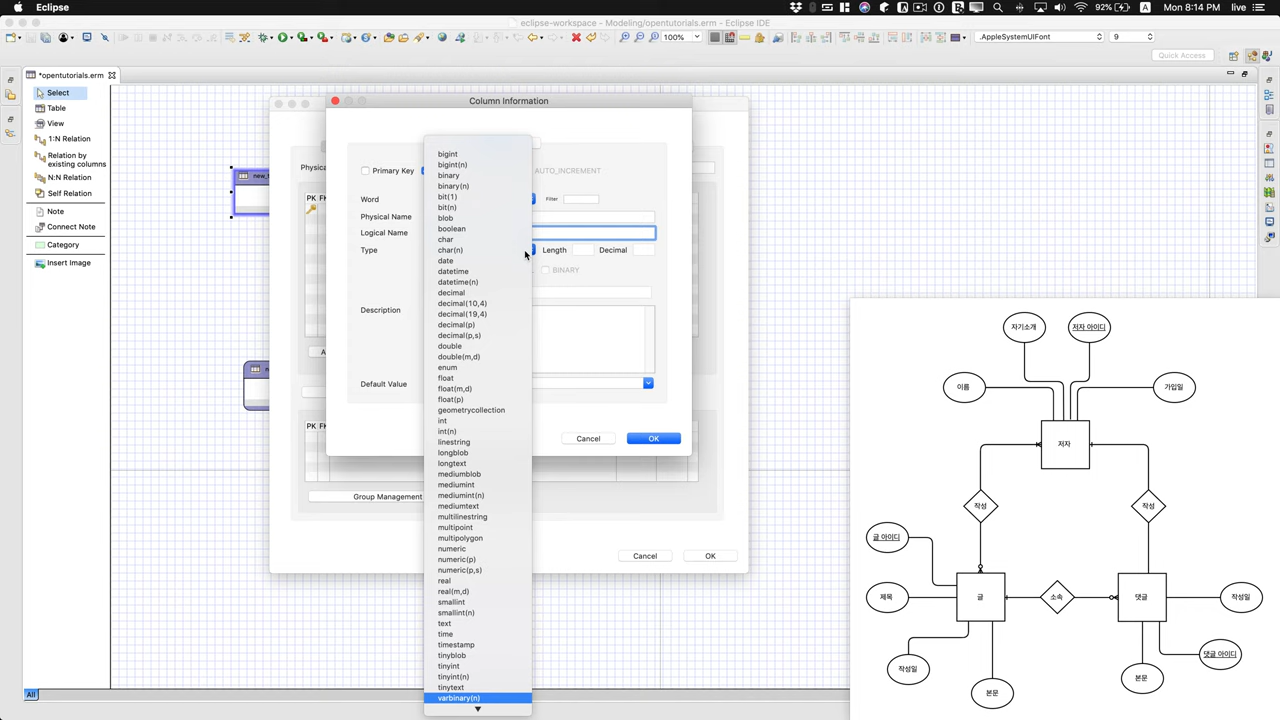 Eclipse
92%
Mon 8:14 PM
live
eclipse-workspace - Modeling/opentutorials.erm - Eclipse IDE
100%
.AppleSystemUIFont
9
Quick Access
*opentutorials.erm
Select
Table
View
1:N Relation
Relation by
existing columns
N:N Relation
Self Relation
Note
Connect Note
Category
Insert Image
All
Column Information
Physica
PK
Primary Key
AUTO_INCREMENT
Word
Filter
Physical Name
Logical Name
Type
Length
Decimal
BINARY
Description
Default Value
Cancel
OK
PK
Group Management
Cancel
OK
bigint
bigint(n)
binary
binary(n)
bit(1)
bit(n)
blob
boolean
char
char(n)
date
datetime
datetime(n)
decimal
decimal(10,4)
decimal(19,4)
decimal(p)
decimal(p,s)
double
double(m,d)
enum
float
float(m,d)
float(p)
geometrycollection
int
int(n)
linestring
longblob
longtext
mediumblob
mediumint
mediumint(n)
mediumtext
multilinestring
multipoint
multipolygon
numeric
numeric(p)
numeric(p,s)
real
real(m,d)
smallint
smallint(n)
text
time
timestamp
tinyblob
tinyint
tinyint(n)
tinytext
varbinary(n)
자기소개
저자 아이디
이름
가입일
저자
작성
작성
글 아이디
제목
글
소속
댓글
작성일
작성일
본문
본문
댓글 아이디